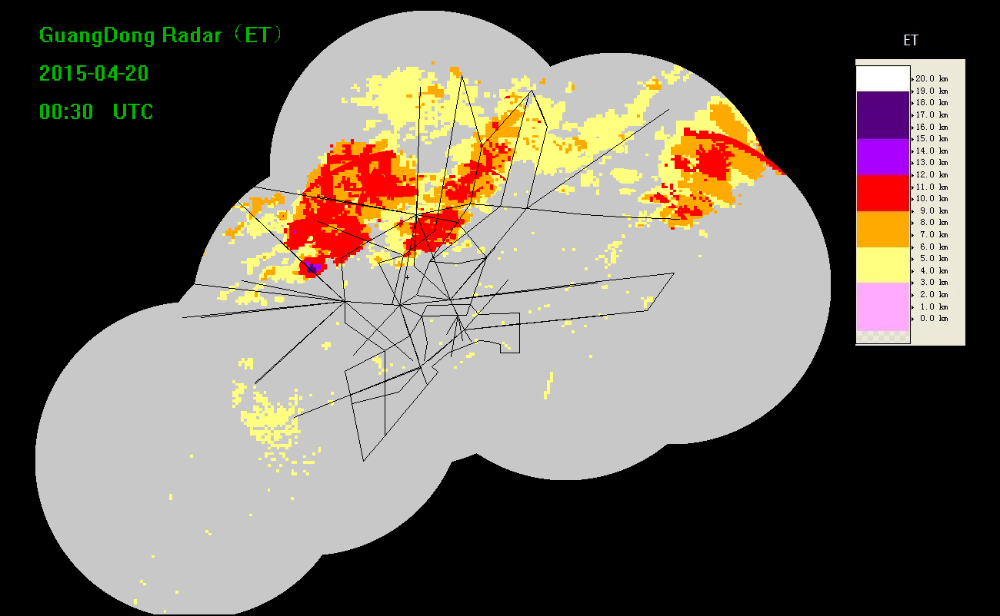 GuangDong Radar（ET）
2015-04-20
00:30 UTC
ET
20.0 km
19.0 km
18.0 km
17.0 km
16.0 km
15.0 km
14.0 km
13.0 km
12.0 km
11.0 km
10.0 km
9.0 km
8.0 km
7.0 km
6.0 km
5.0 km
4.0 km
3.0 km
2.0 km
1.0 km
0.0 km